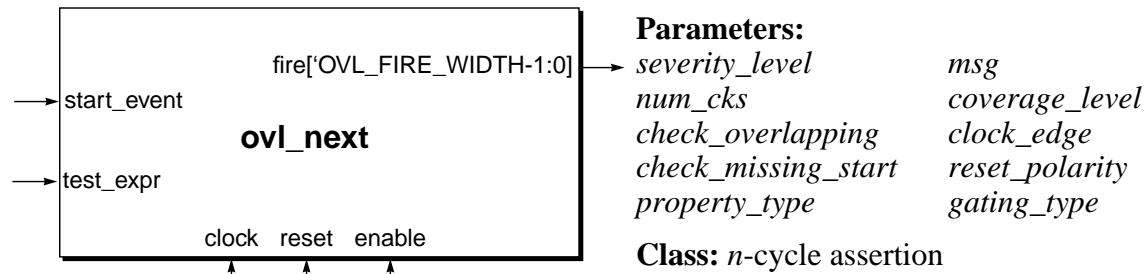 fire[‘OVL_FIRE_WIDTH-1:0]
start_event
ovl_next
test_expr
clock reset enable
Parameters:
severity_level msg
num_cks coverage_level
check_overlapping clock_edge
check_missing_start reset_polarity
property_type gating_type
Class: n-cycle assertion